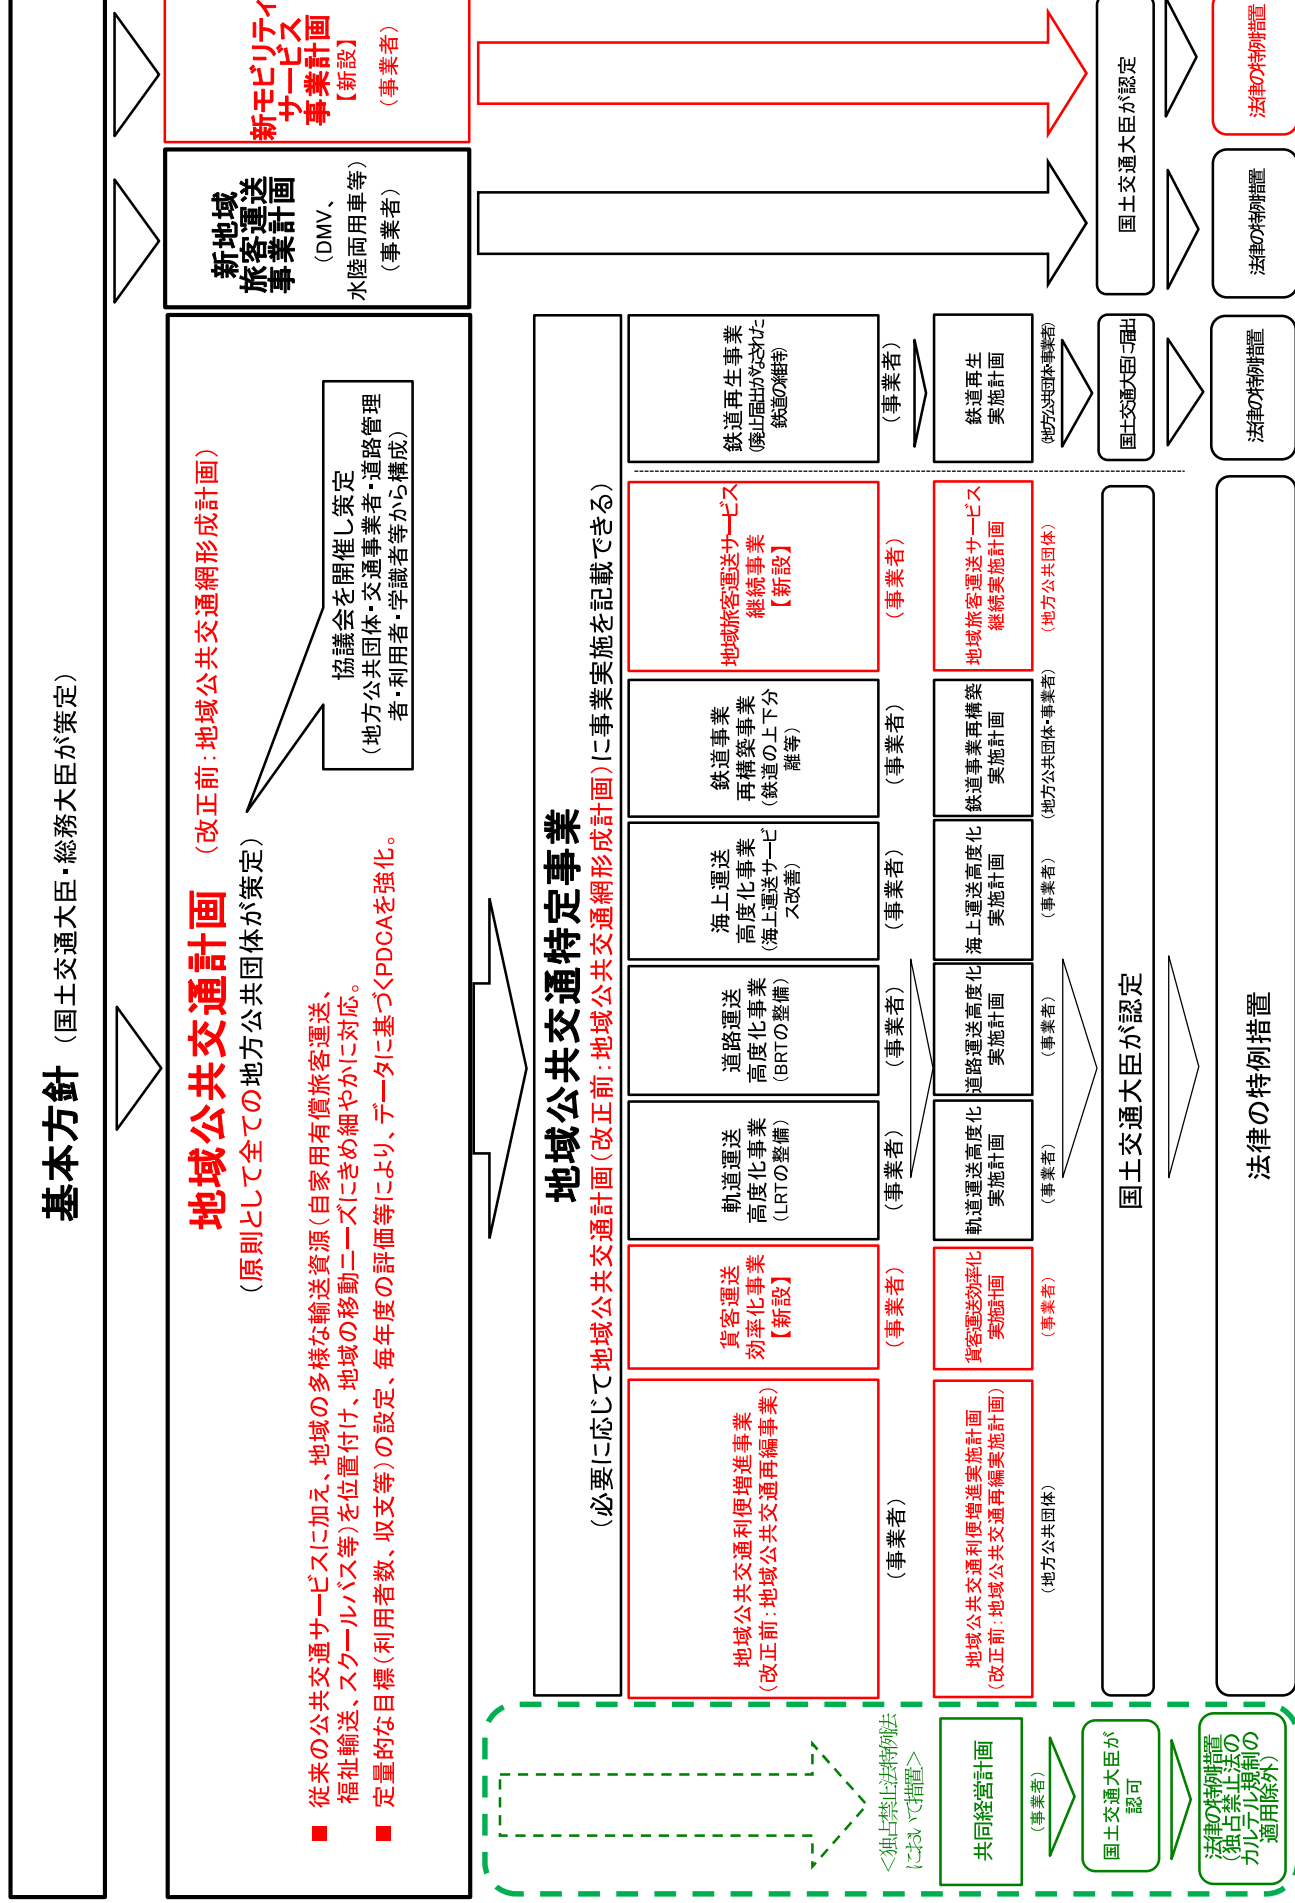 基本方針 （国土交通大臣・総務大臣が策定）
地域公共交通計画 （改正前：地域公共交通網形成計画）
（原則として全ての地方公共団体が策定）
協議会を開催し策定
（地方公共団体・交通事業者・道路管理
者・利用者・学識者等から構成）
■ 従来の公共交通サービスに加え、地域の多様な輸送資源（自家用有償旅客運送、
福祉輸送、スクールバス等）を位置付け、地域の移動ニーズにきめ細やかに対応。
■ 定量的な目標（利用者数、収支等）の設定、毎年度の評価等により、データに基づくPDCAを強化。
新地域
旅客運送
事業計画
（DMV、
水陸両用車等）
（事業者）
新モビリティ
サービス
事業計画
【新設】
（事業者）
地域公共交通特定事業
（必要に応じて地域公共交通計画（改正前：地域公共交通網形成計画）に事業実施を記載できる）
地域公共交通利便増進事業
（改正前：地域公共交通再編事業）
（事業者）
貨客運送
効率化事業
【新設】
（事業者）
軌道運送
高度化事業
（LRTの整備）
（事業者）
道路運送
高度化事業
（BRTの整備）
（事業者）
海上運送
高度化事業
（海上運送サービ
ス改善）
（事業者）
鉄道事業
再構築事業
（鉄道の上下分
離等）
（事業者）
地域旅客運送サービス
継続事業
【新設】
（事業者）
鉄道再生事業
（廃止届出がなされた
鉄道の維持）
（事業者）
＜独占禁止法特例法
において措置＞
共同経営計画
（事業者）
地域公共交通利便増進実施計画
（改正前：地域公共交通再編実施計画）
（地方公共団体）
貨客運送効率化
実施計画
（事業者）
軌道運送高度化
実施計画
（事業者）
道路運送高度化
実施計画
（事業者）
海上運送高度化
実施計画
（事業者）
鉄道事業再構築
実施計画
（地方公共団体・事業者）
地域旅客運送サービス
継続実施計画
（地方公共団体）
鉄道再生
実施計画
（地方公共団体・事業者）
国土交通大臣が
認可
国土交通大臣が認定
国土交通大臣に届出
国土交通大臣が認定
法律の特例措置
（独占禁止法の
カルテル規制の
適用除外）
法律の特例措置
法律の特例措置
法律の特例措置
法律の特例措置